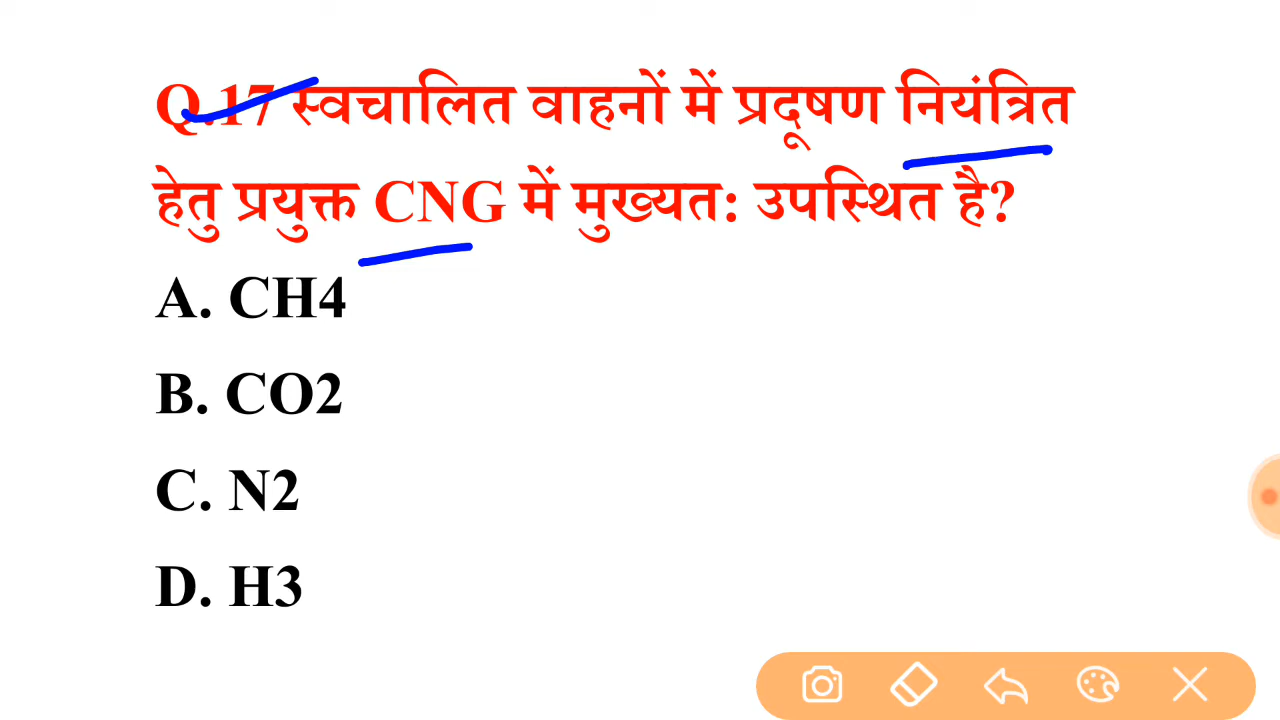 Q.17 स्वचालित वाहनों में प्रदूषण नियंत्रित
हेतु प्रयुक्त CNG में मुख्यत: उपस्थित है?
A. CH4
B. CO2
C. N2
D. H3